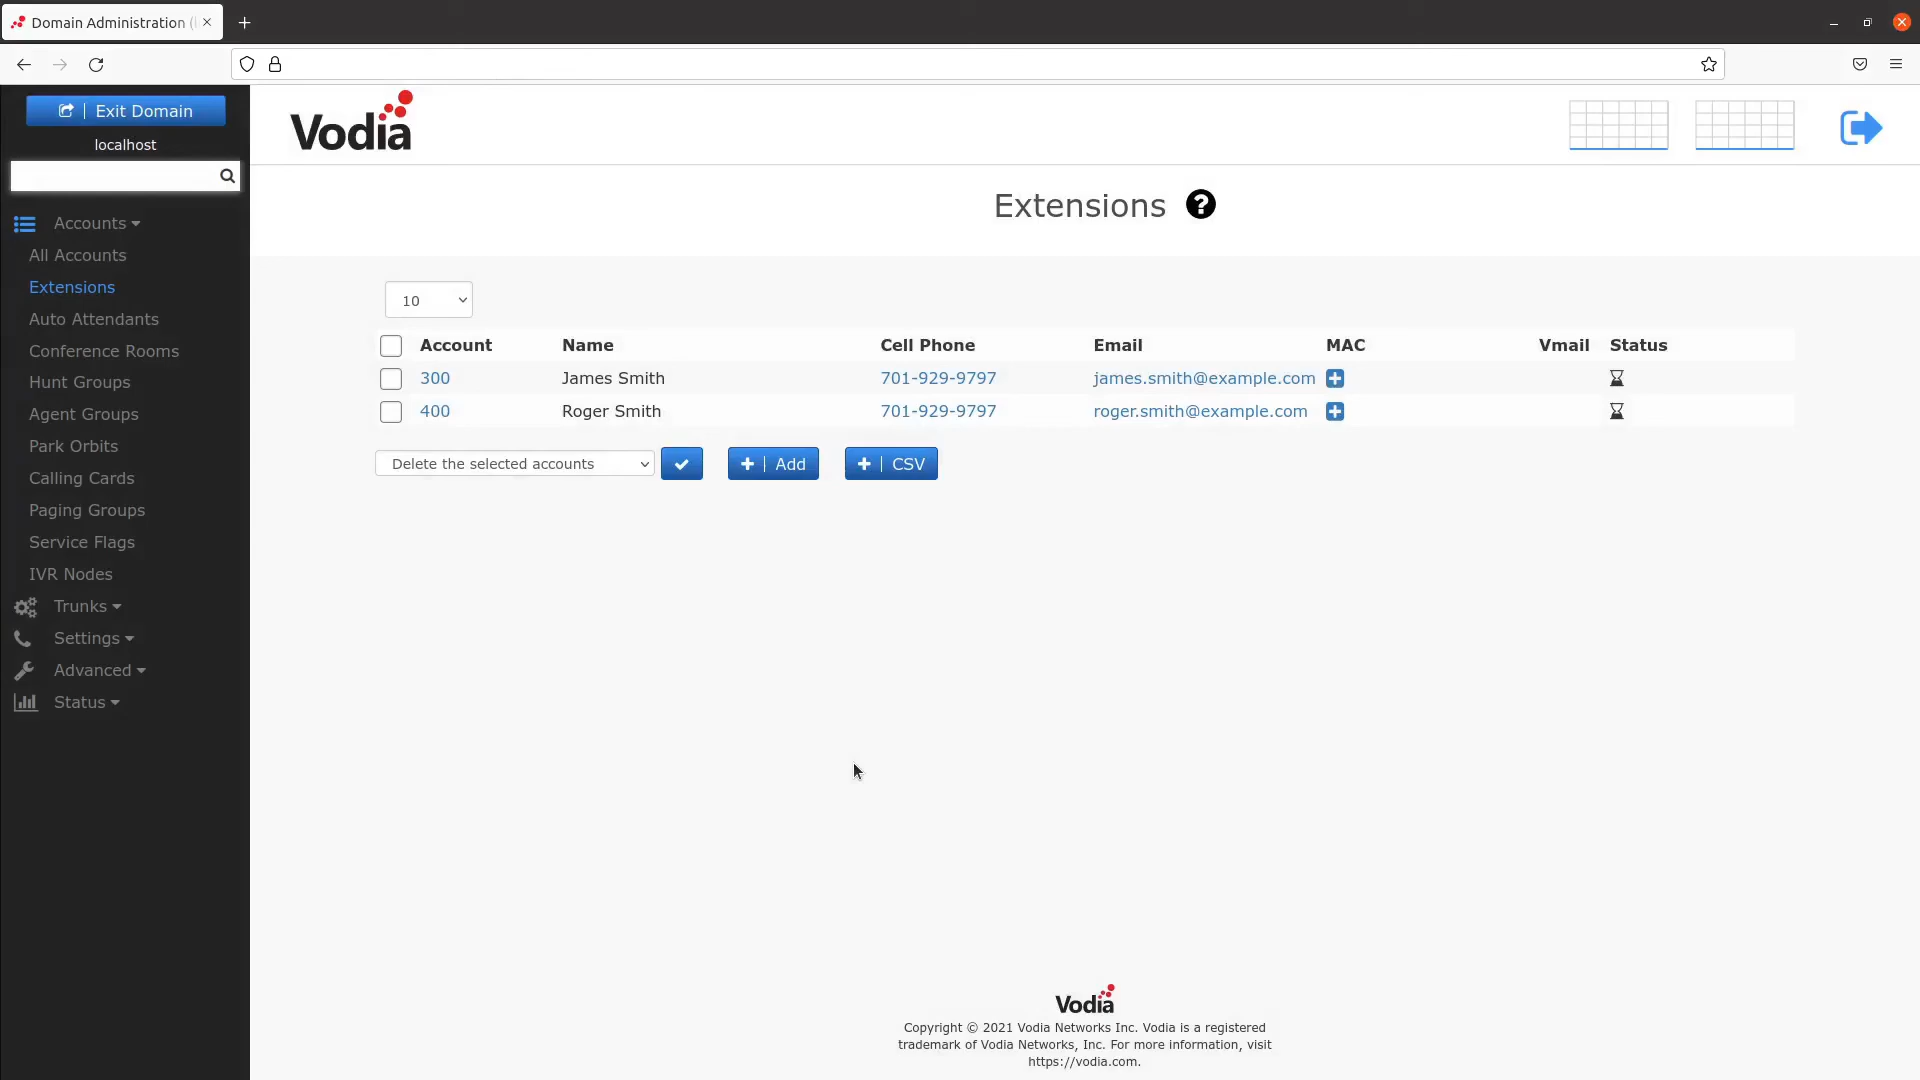 Domain Administration (
Exit Domain
localhost
Accounts
All Accounts
Extensions
Auto Attendants
Conference Rooms
Hunt Groups
Agent Groups
Park Orbits
Calling Cards
Paging Groups
Service Flags
IVR Nodes
Trunks
Settings
Advanced
Status
Vodia
Extensions ?
10
Account Name Cell Phone Email MAC Vmail Status
300 James Smith 701-929-9797 james.smith@example.com
400 Roger Smith 701-929-9797 roger.smith@example.com
Delete the selected accounts Add CSV
Vodia
Copyright © 2021 Vodia Networks Inc. Vodia is a registered
trademark of Vodia Networks, Inc. For more information, visit
https://vodia.com.